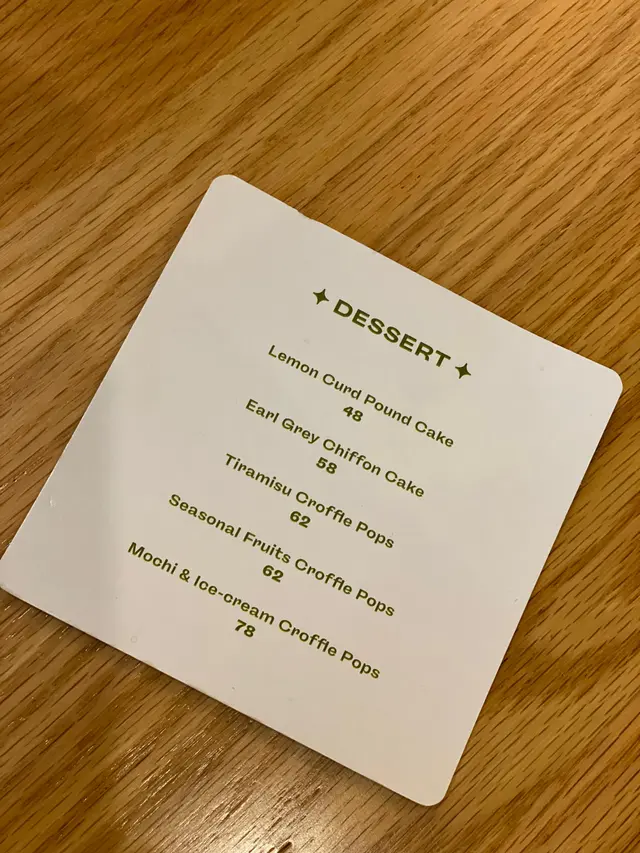 ✦ DESSERT ✦
Lemon Curd Pound Cake
48
Earl Grey Chiffon Cake
58
Tiramisu Croffle Pops
62
Seasonal Fruits Croffle Pops
62
Mochi & Ice-cream Croffle Pops
78